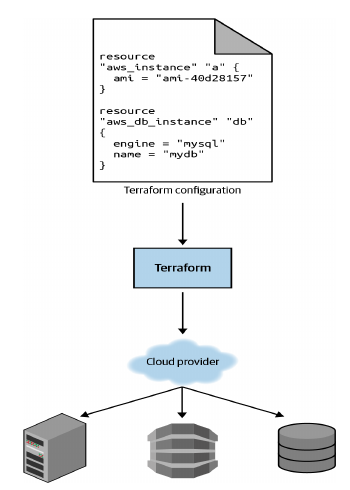 resource
"aws_instance" "a" {
  ami = "ami-40d28157"
}
resource
"aws_db_instance" "db"
{
  engine = "mysql"
  name = "mydb"
}
Terraform configuration
Terraform
Cloud provider